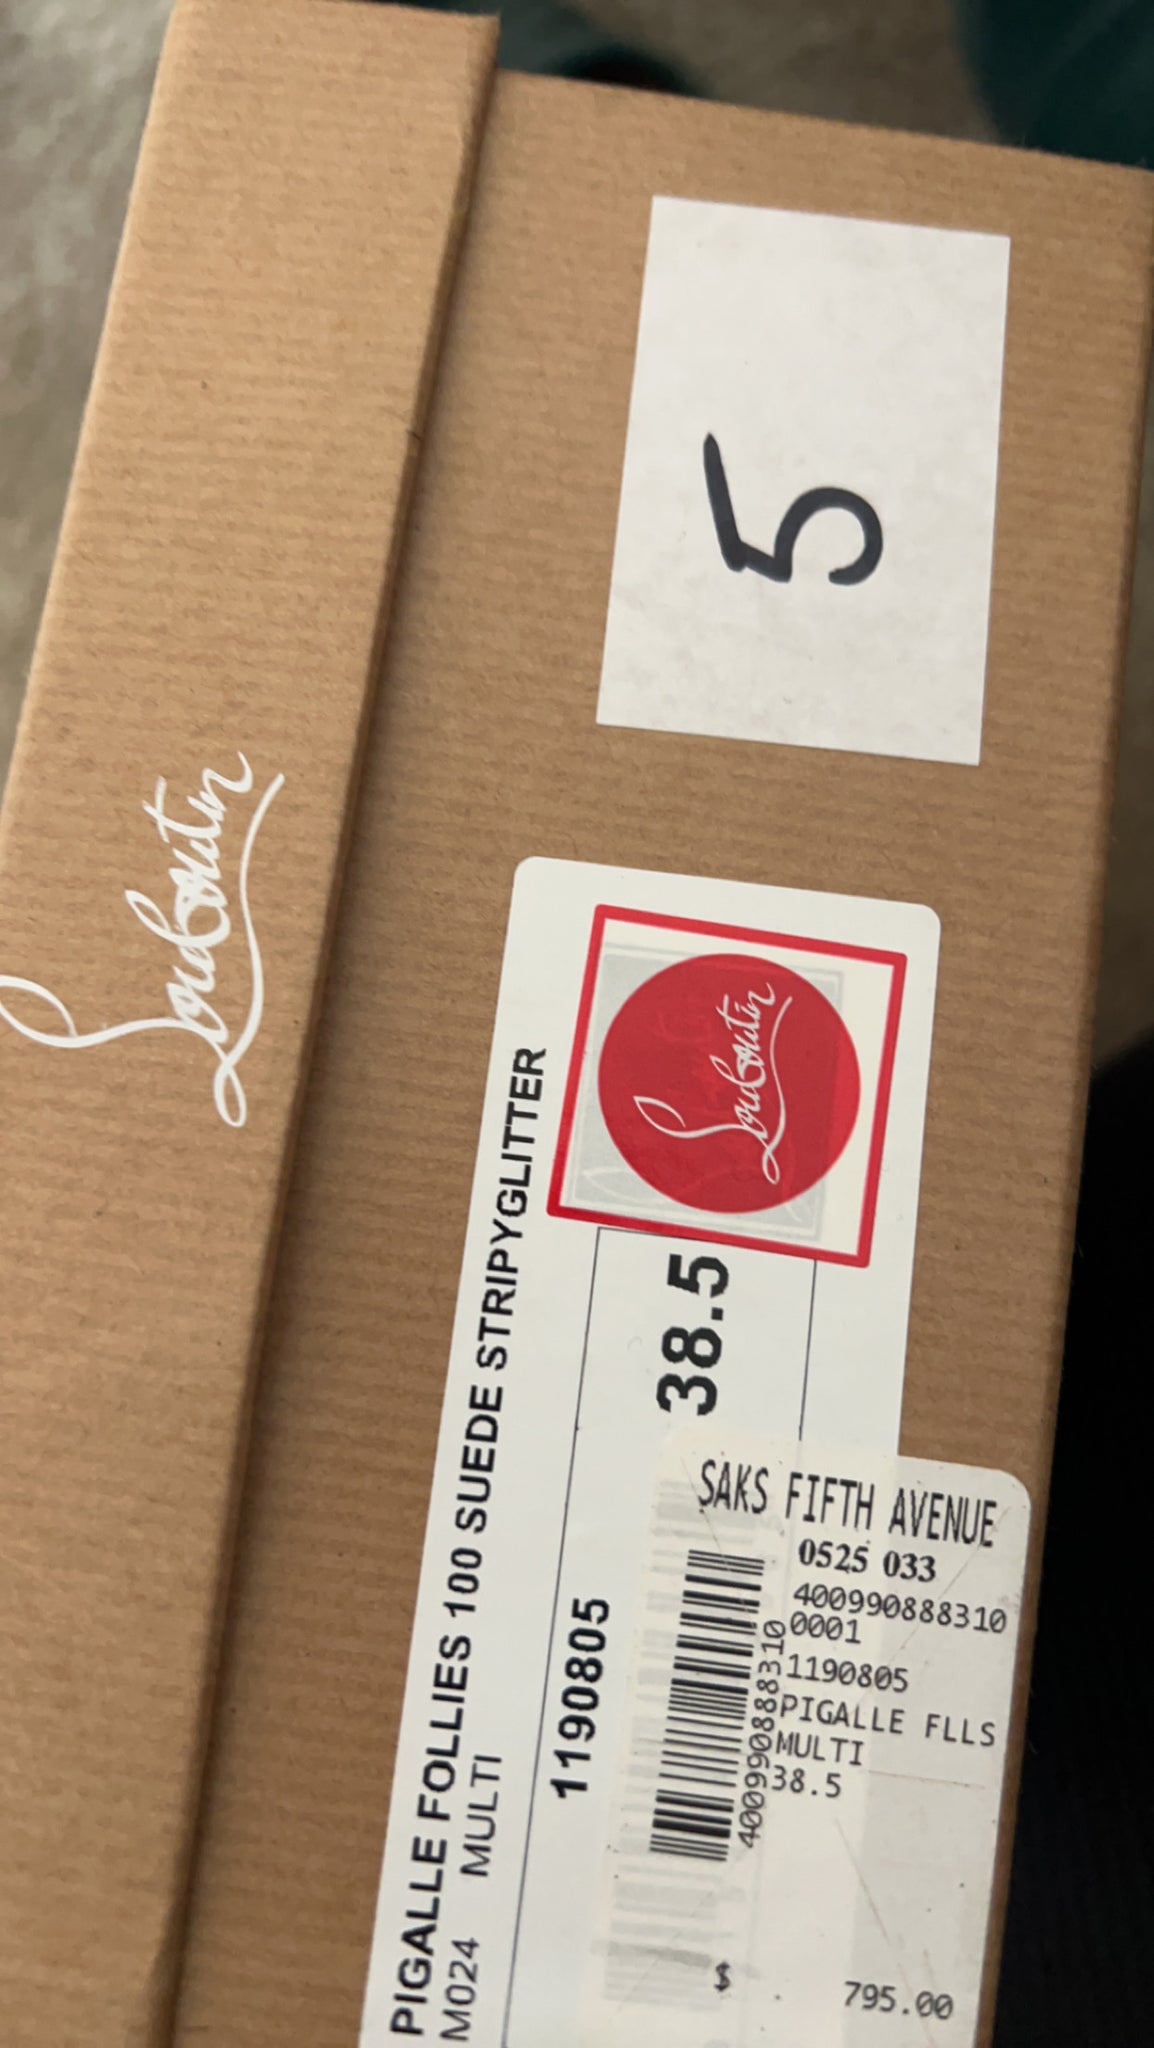 Louboutin
5
Louboutin
PIGALLE FOLLIES 100 SUEDE STRIPYGLITTER
M024 MULTI
1190805
38.5
SAKS FIFTH AVENUE
0525 033
400990888310
0001
1190805
PIGALLE FLLS
MULTI
38.5
400990888310
$ 795.00